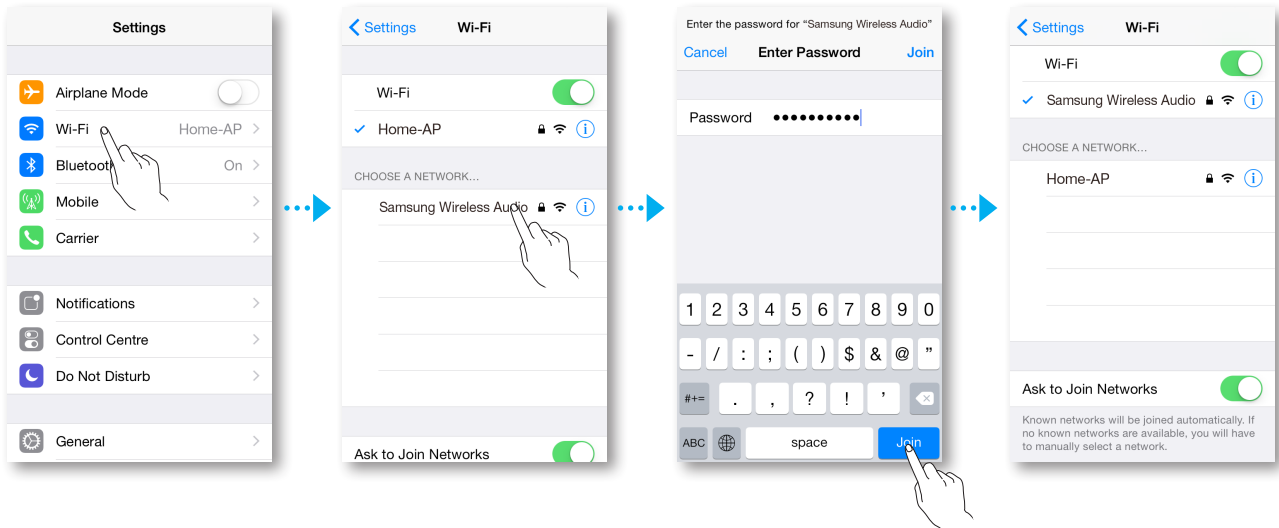 Settings
Airplane Mode
Wi-Fi Home-AP
Bluetooth On
Mobile
Carrier
Notifications
Control Centre
Do Not Disturb
General
Settings Wi-Fi
Wi-Fi
Home-AP
CHOOSE A NETWORK...
Samsung Wireless Audio
Ask to Join Networks
Enter the password for “Samsung Wireless Audio”
Cancel Enter Password Join
Password ●●●●●●●●●●
1 2 3 4 5 6 7 8 9 0
- / : ; ( ) $ & @ ”
#+= . , ? ! ’
ABC space Join
Settings Wi-Fi
Wi-Fi
Samsung Wireless Audio
CHOOSE A NETWORK...
Home-AP
Ask to Join Networks
Known networks will be joined automatically. If
no known networks are available, you will have
to manually select a network.